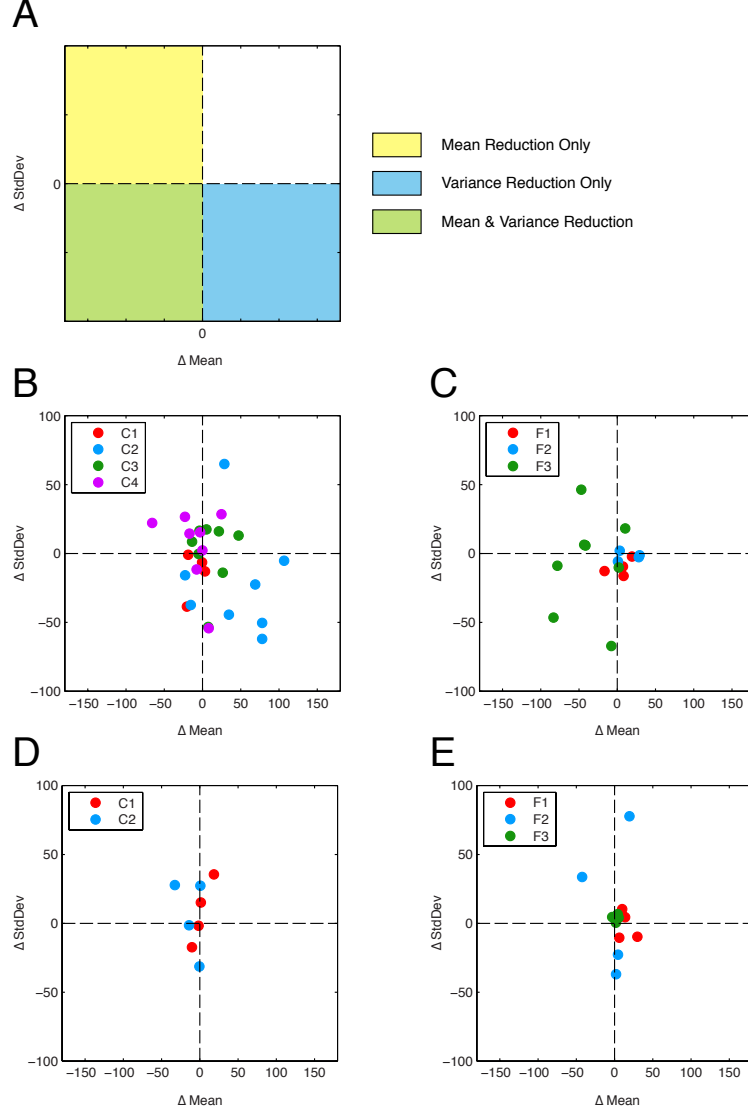 A
Δ StdDev
0
0
Δ Mean
Mean Reduction Only
Variance Reduction Only
Mean & Variance Reduction
B
100
50
0
−50
−100
Δ StdDev
C1
C2
C3
C4
−150 −100 −50 0 50 100 150
Δ Mean
C
100
50
0
−50
−100
Δ StdDev
F1
F2
F3
−150 −100 −50 0 50 100 150
Δ Mean
D
100
50
0
−50
−100
Δ StdDev
C1
C2
−150 −100 −50 0 50 100 150
Δ Mean
E
100
50
0
−50
−100
Δ StdDev
F1
F2
F3
−150 −100 −50 0 50 100 150
Δ Mean